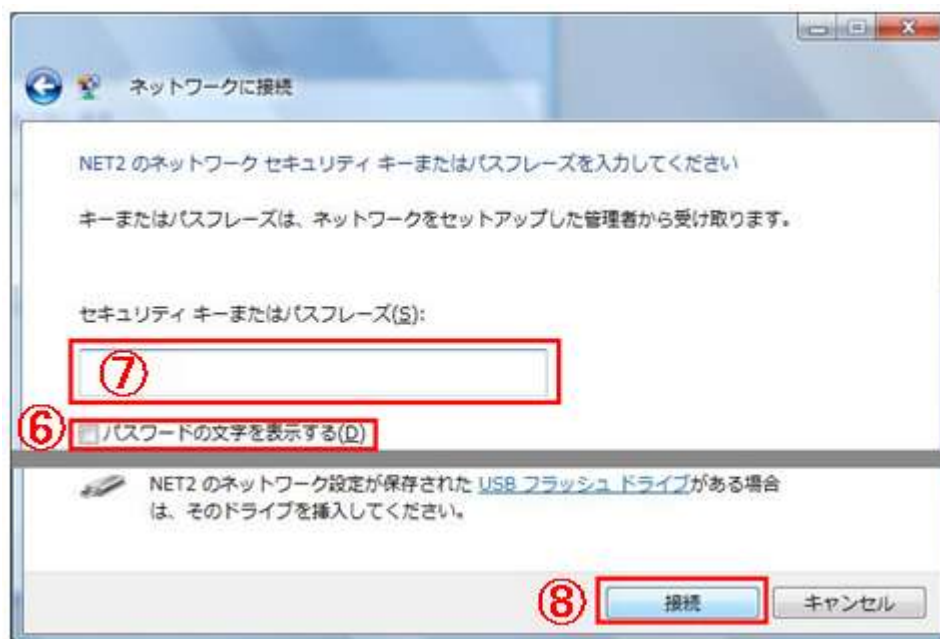 ネットワークに接続
NET2 のネットワーク セキュリティ キーまたはパスフレーズを入力してください
キーまたはパスフレーズは、ネットワークをセットアップした管理者から受け取ります。
セキュリティ キーまたはパスフレーズ(S):
⑦
⑥ パスワードの文字を表示する(D)
NET2 のネットワーク設定が保存された USB フラッシュ ドライブがある場合
は、そのドライブを挿入してください。
⑧ 接続 キャンセル